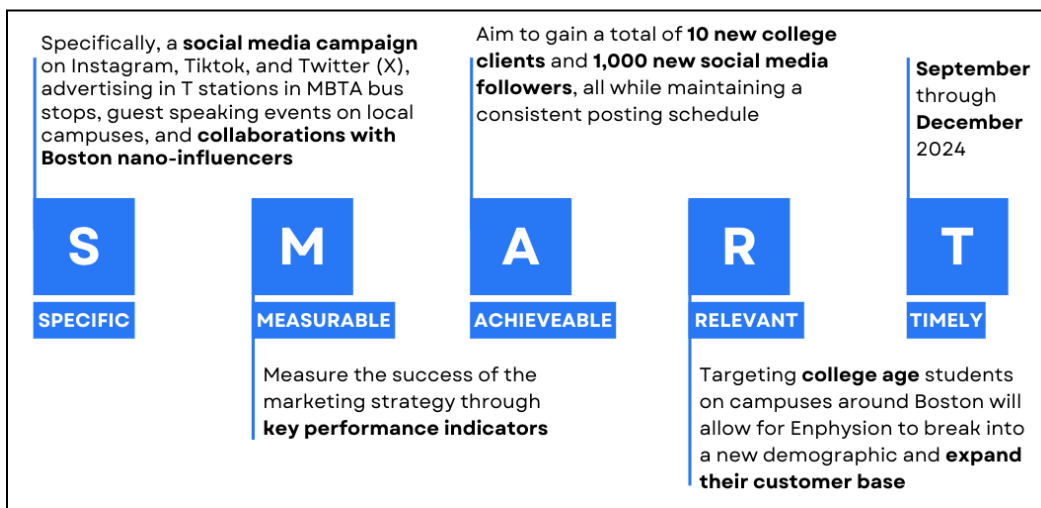 Specifically, a social media campaign
on Instagram, Tiktok, and Twitter (X),
advertising in T stations in MBTA bus
stops, guest speaking events on local
campuses, and collaborations with
Boston nano-influencers
Aim to gain a total of 10 new college
clients and 1,000 new social media
followers, all while maintaining a
consistent posting schedule
September
through
December
2024
S
M
A
R
T
SPECIFIC
MEASURABLE
ACHIEVEABLE
RELEVANT
TIMELY
Measure the success of the
marketing strategy through
key performance indicators
Targeting college age students
on campuses around Boston will
allow for Enphysion to break into
a new demographic and expand
their customer base